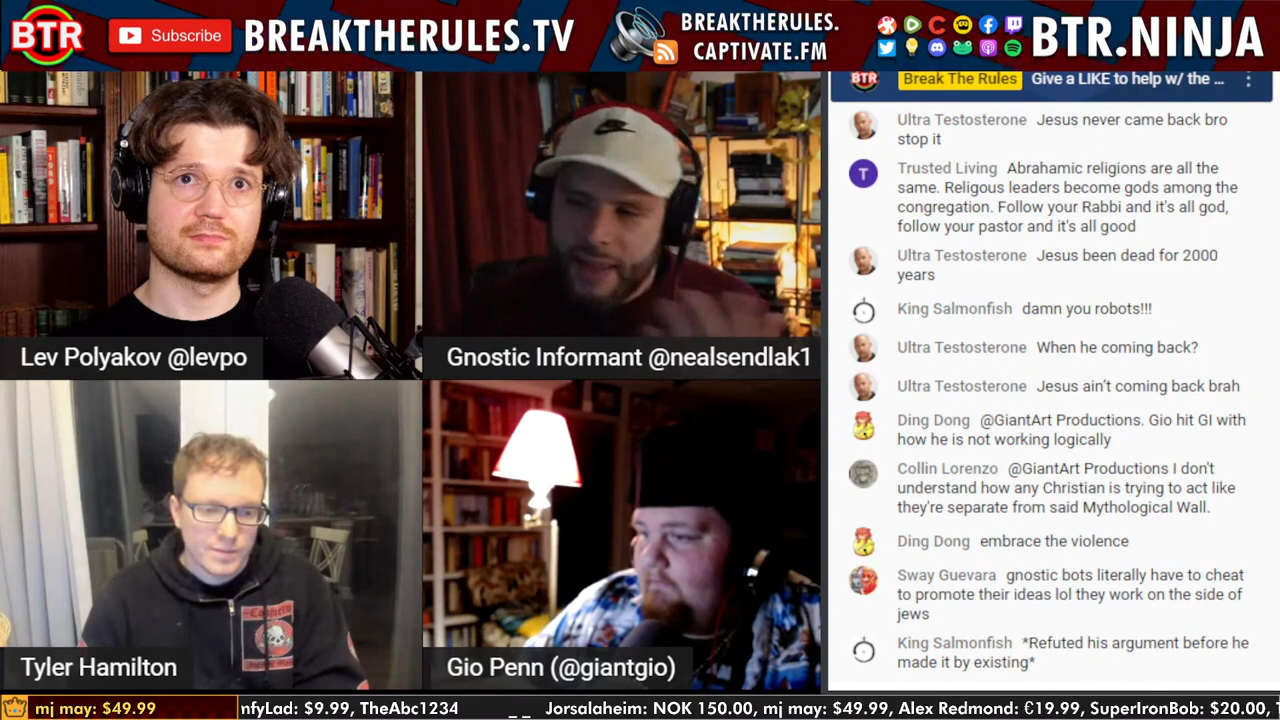 BTR
Subscribe
BREAKTHERULES.TV
BREAKTHERULES.
CAPTIVATE.FM
BTR.NINJA
1989
Lev Polyakov @levpo
Gnostic Informant @nealsendlak1
Tyler Hamilton
Gio Penn (@giantgio)
BTR
Break The Rules Give a LIKE to help w/ the ...
Ultra Testosterone Jesus never came back bro
stop it
T
Trusted Living Abrahamic religions are all the
same. Religous leaders become gods among the
congregation. Follow your Rabbi and it's all god,
follow your pastor and it's all good
Ultra Testosterone Jesus been dead for 2000
years
King Salmonfish damn you robots!!!
Ultra Testosterone When he coming back?
Ultra Testosterone Jesus ain't coming back brah
Ding Dong @GiantArt Productions. Gio hit GI with
how he is not working logically
Collin Lorenzo @GiantArt Productions I don't
understand how any Christian is trying to act like
they're separate from said Mythological Wall.
Ding Dong embrace the violence
Sway Guevara gnostic bots literally have to cheat
to promote their ideas lol they work on the side of
jews
King Salmonfish *Refuted his argument before he
made it by existing*
mj may: $49.99
nfyLad: $9.99, TheAbc1234
Jorsalaheim: NOK 150.00, mj may: $49.99, Alex Redmond: €19.99, SuperIronBob: $20.00,